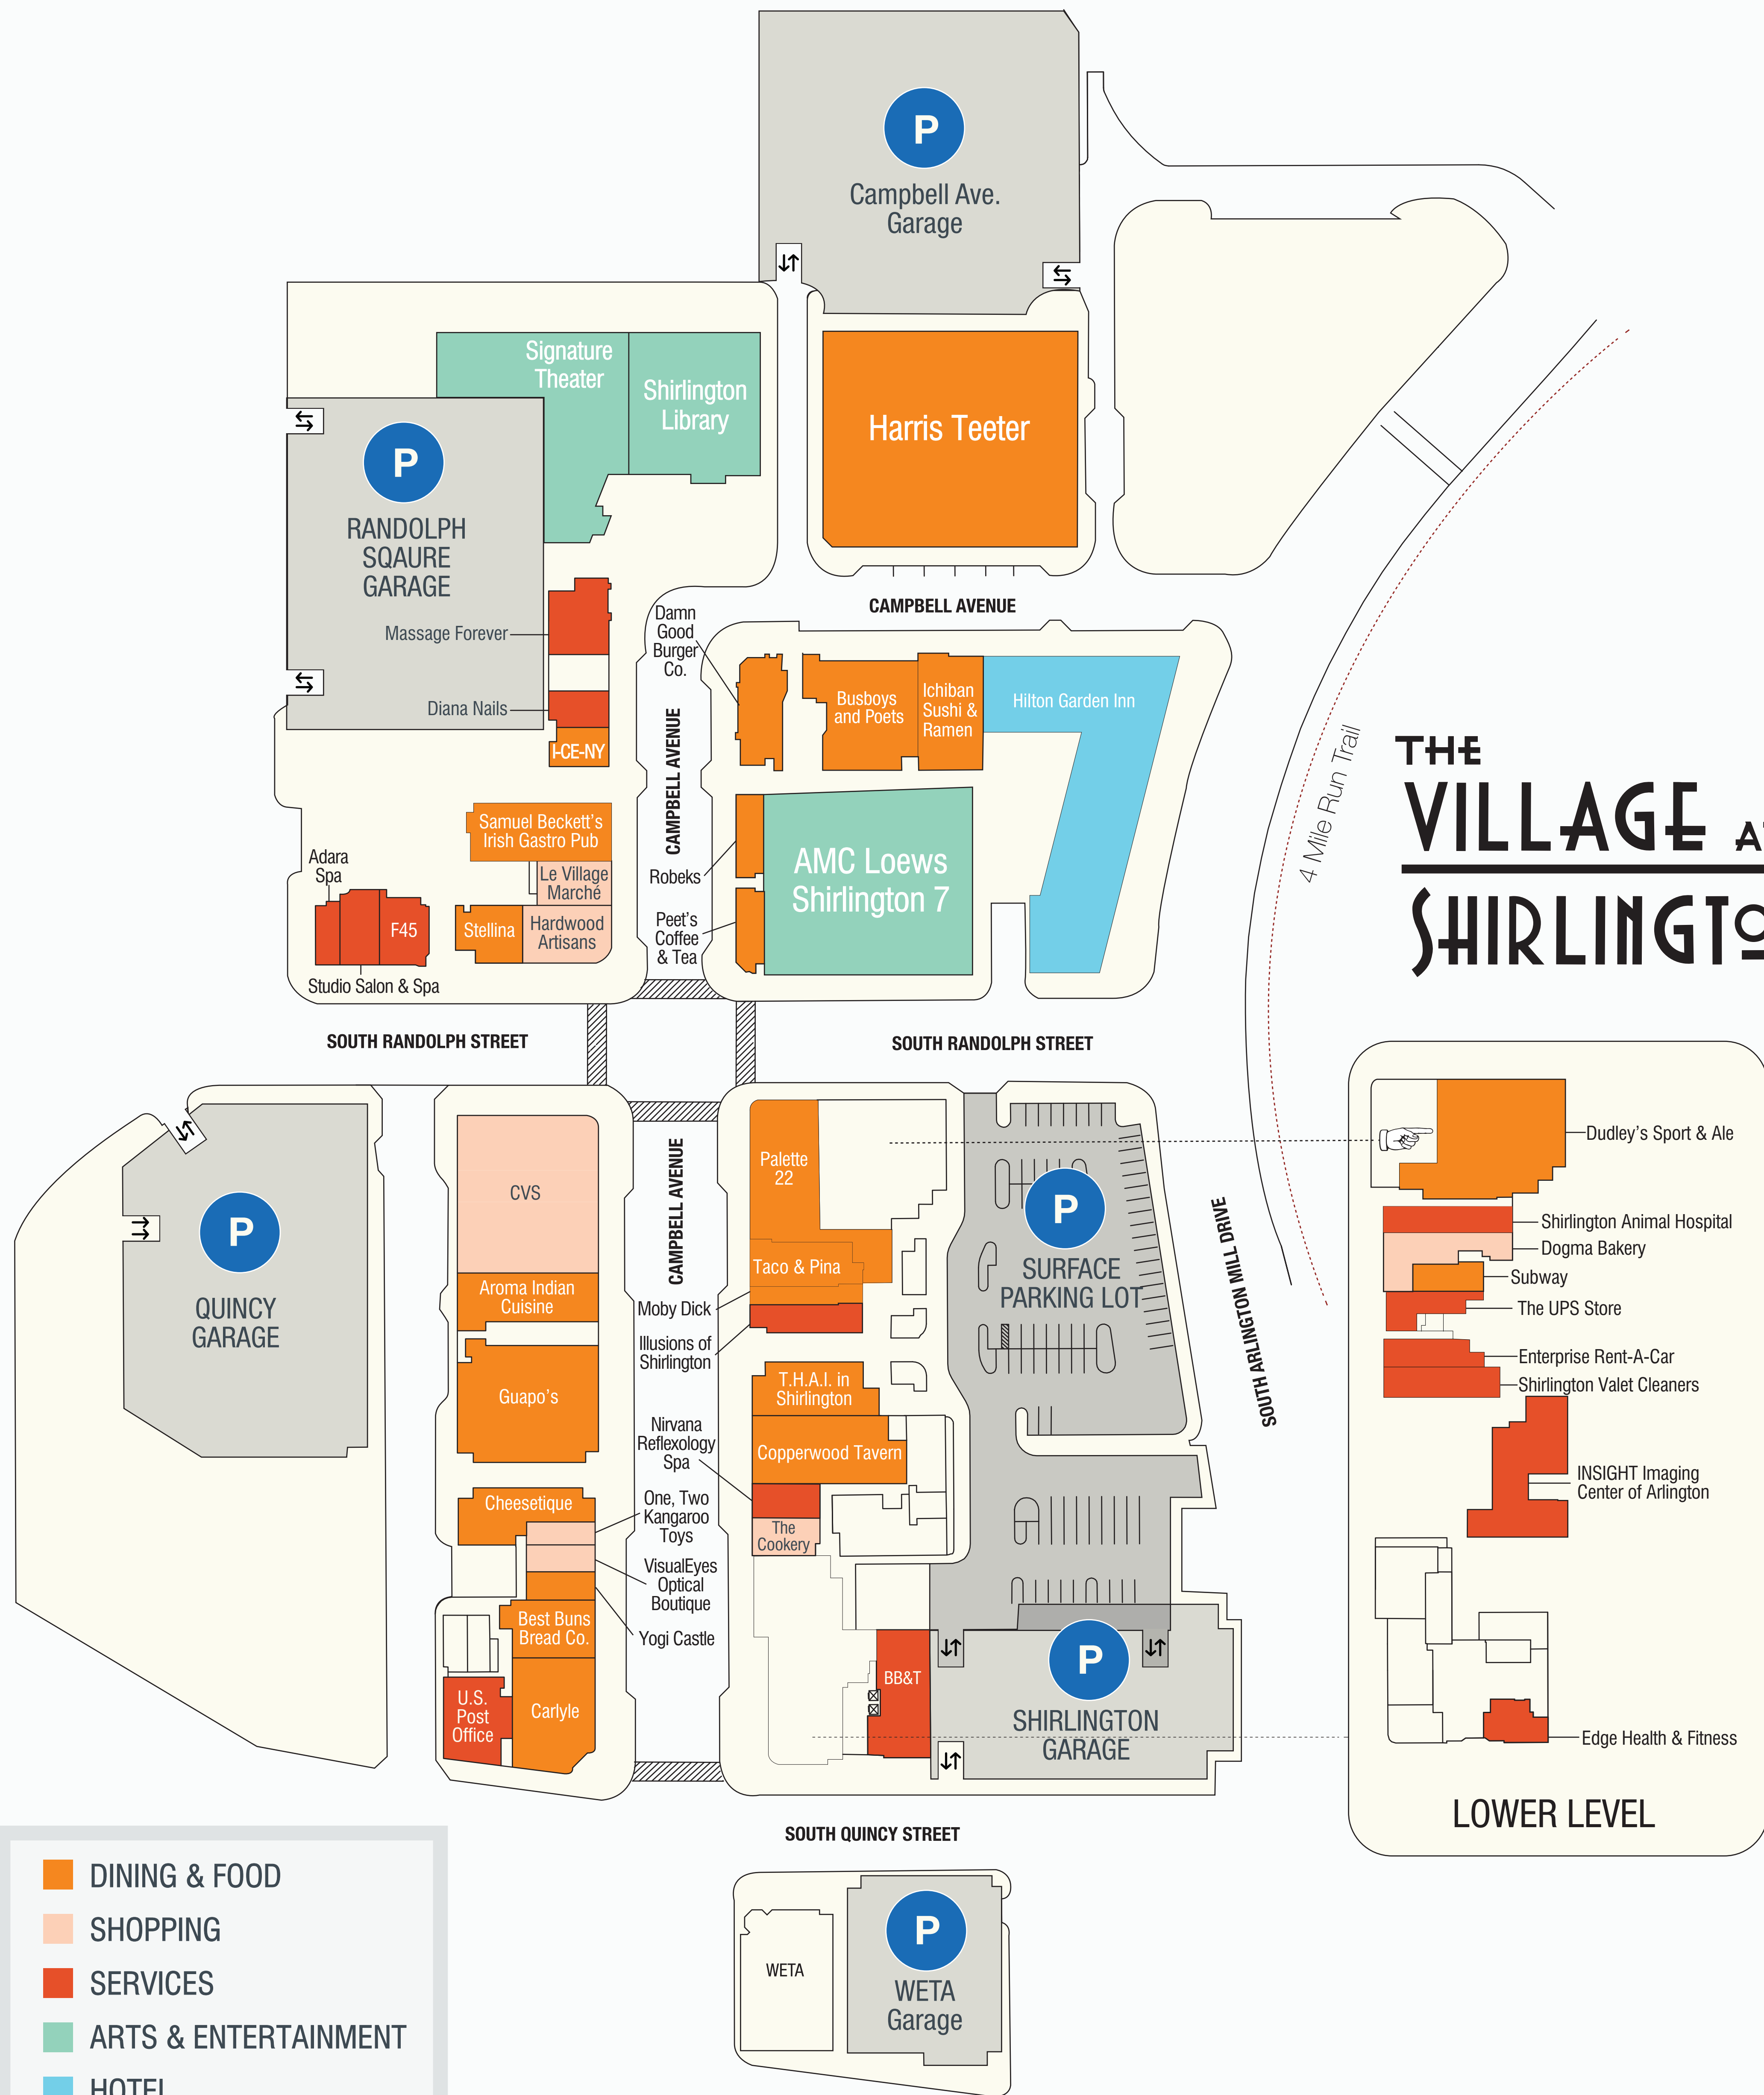 P
Campbell Ave.
Garage
Signature
Theater
Shirlington
Library
Harris Teeter
P
RANDOLPH
SQAURE
GARAGE
Massage Forever
Diana Nails
I-CE-NY
Damn
Good
Burger
Co.
CAMPBELL AVENUE
CAMPBELL AVENUE
Busboys
and Poets
Ichiban
Sushi &
Ramen
Hilton Garden Inn
Samuel Beckett's
Irish Gastro Pub
Le Village
Marché
Adara
Spa
F45
Stellina
Hardwood
Artisans
Studio Salon & Spa
Robeks
Peet's
Coffee
& Tea
AMC Loews
Shirlington 7
4 Mile Run Trail
THE
VILLAGE
SHIRLINGTO
SOUTH RANDOLPH STREET
SOUTH RANDOLPH STREET
P
QUINCY
GARAGE
CVS
Aroma Indian
Cuisine
Guapo's
Cheesetique
Best Buns
Bread Co.
U.S.
Post
Office
Carlyle
CAMPBELL AVENUE
Moby Dick
Illusions of
Shirlington
Nirvana
Reflexology
Spa
One, Two
Kangaroo
Toys
VisualEyes
Optical
Boutique
Yogi Castle
Palette
22
Taco & Pina
T.H.A.I. in
Shirlington
Copperwood Tavern
The
Cookery
BB&T
P
SURFACE
PARKING LOT
SOUTH ARLINGTON MILL DRIVE
P
SHIRLINGTON
GARAGE
Dudley's Sport & Ale
Shirlington Animal Hospital
Dogma Bakery
Subway
The UPS Store
Enterprise Rent-A-Car
Shirlington Valet Cleaners
INSIGHT Imaging
Center of Arlington
Edge Health & Fitness
LOWER LEVEL
SOUTH QUINCY STREET
WETA
P
WETA
Garage
DINING & FOOD
SHOPPING
SERVICES
ARTS & ENTERTAINMENT
HOTEL